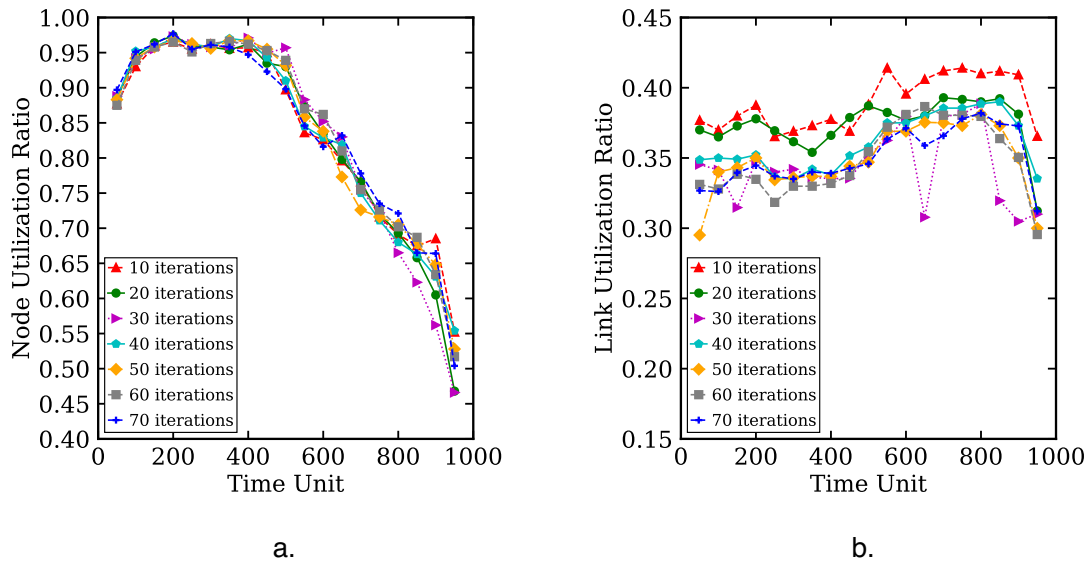 Node Utilization Ratio
1.00
0.95
0.90
0.85
0.80
0.75
0.70
0.65
0.60
0.55
0.50
0.45
0.40
10 iterations
20 iterations
30 iterations
40 iterations
50 iterations
60 iterations
70 iterations
0 200 400 600 800 1000
Time Unit
a.
Link Utilization Ratio
0.45
0.40
0.35
0.30
0.25
0.20
0.15
10 iterations
20 iterations
30 iterations
40 iterations
50 iterations
60 iterations
70 iterations
0 200 400 600 800 1000
Time Unit
b.